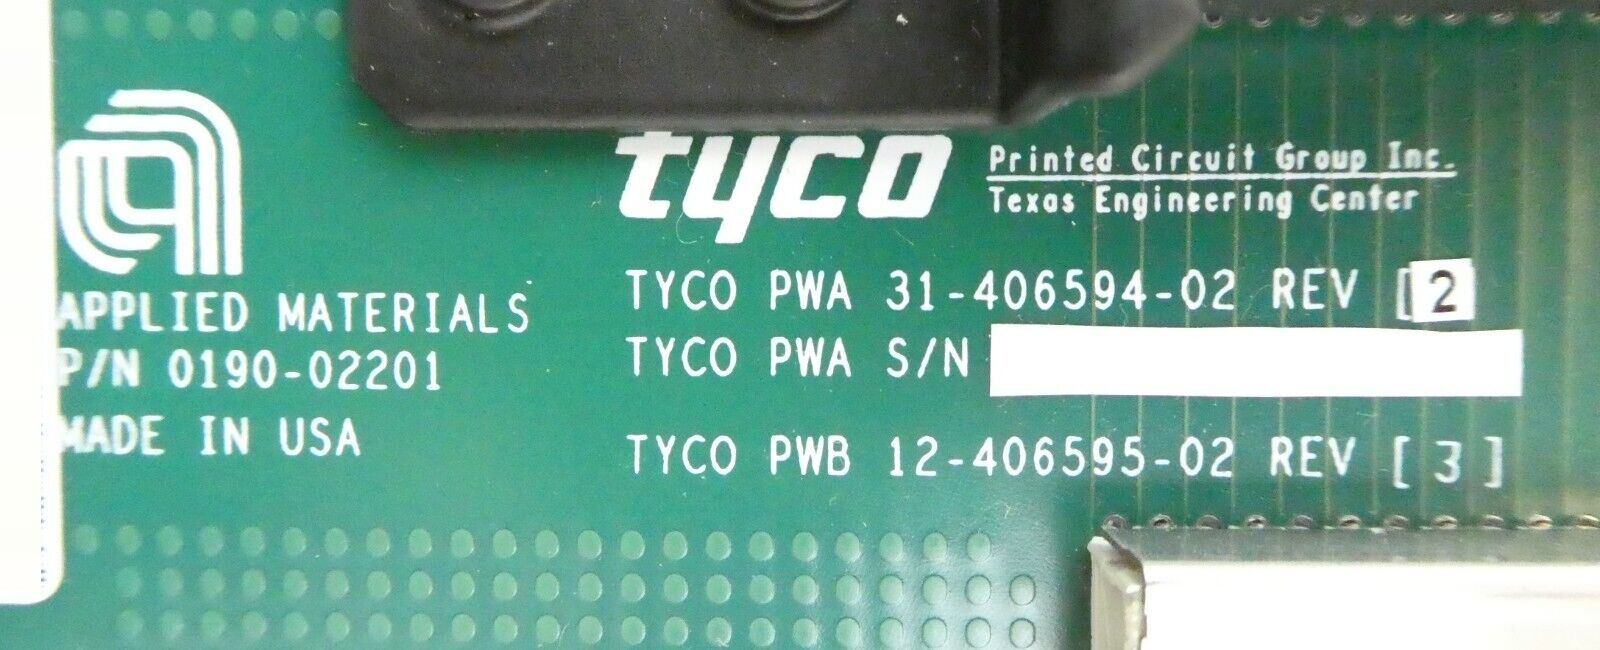 APPLIED MATERIALS
P/N 0190-02201
MADE IN USA
tyco
Printed Circuit Group Inc.
Texas Engineering Center
TYCO PWA 31-406594-02 REV [2
TYCO PWA S/N
TYCO PWB 12-406595-02 REV [3]